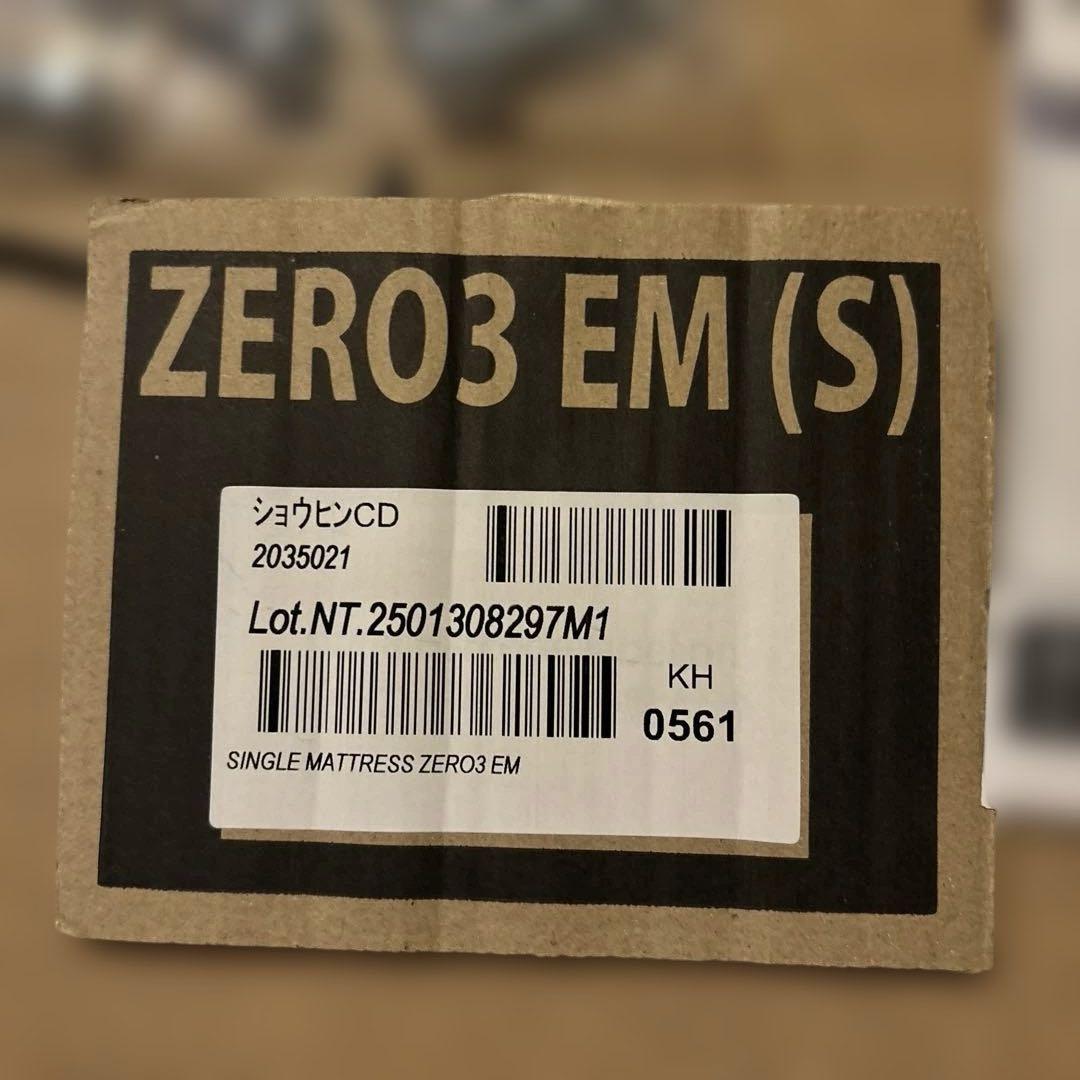 ZERO3 EM (S)
ｼｮｳﾋﾝCD
2035021
Lot.NT.2501308297M1
KH
0561
SINGLE MATTRESS ZERO3 EM